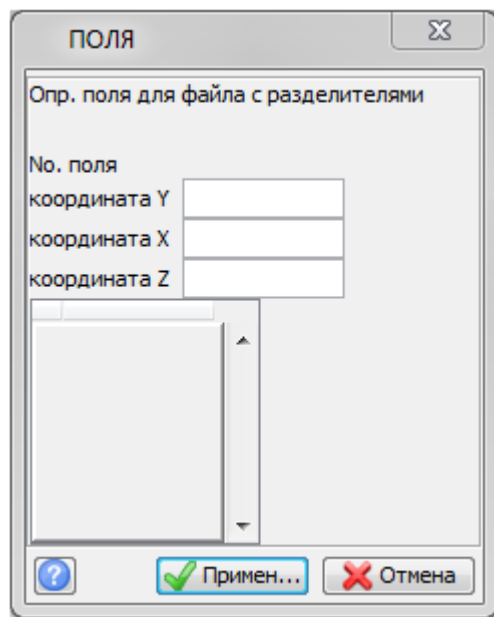 ПОЛЯ
Опр. поля для файла с разделителями
No. поля
координата Y
координата X
координата Z
Примен...
Отмена